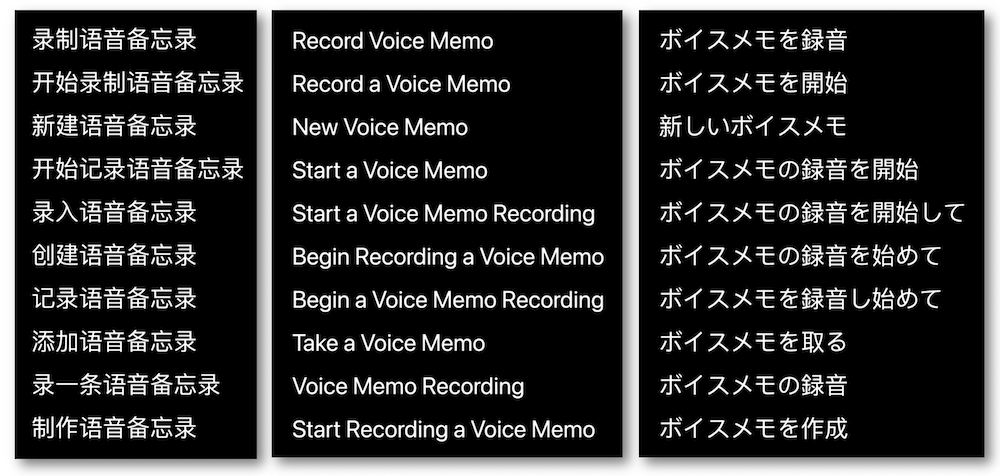 录制语音备忘录
开始录制语音备忘录
新建语音备忘录
开始记录语音备忘录
录入语音备忘录
创建语音备忘录
记录语音备忘录
添加语音备忘录
录一条语音备忘录
制作语音备忘录
Record Voice Memo
Record a Voice Memo
New Voice Memo
Start a Voice Memo
Start a Voice Memo Recording
Begin Recording a Voice Memo
Begin a Voice Memo Recording
Take a Voice Memo
Voice Memo Recording
Start Recording a Voice Memo
ボイスメモを録音
ボイスメモを開始
新しいボイスメモ
ボイスメモの録音を開始
ボイスメモの録音を開始して
ボイスメモの録音を始めて
ボイスメモを録音し始めて
ボイスメモを取る
ボイスメモの録音
ボイスメモを作成